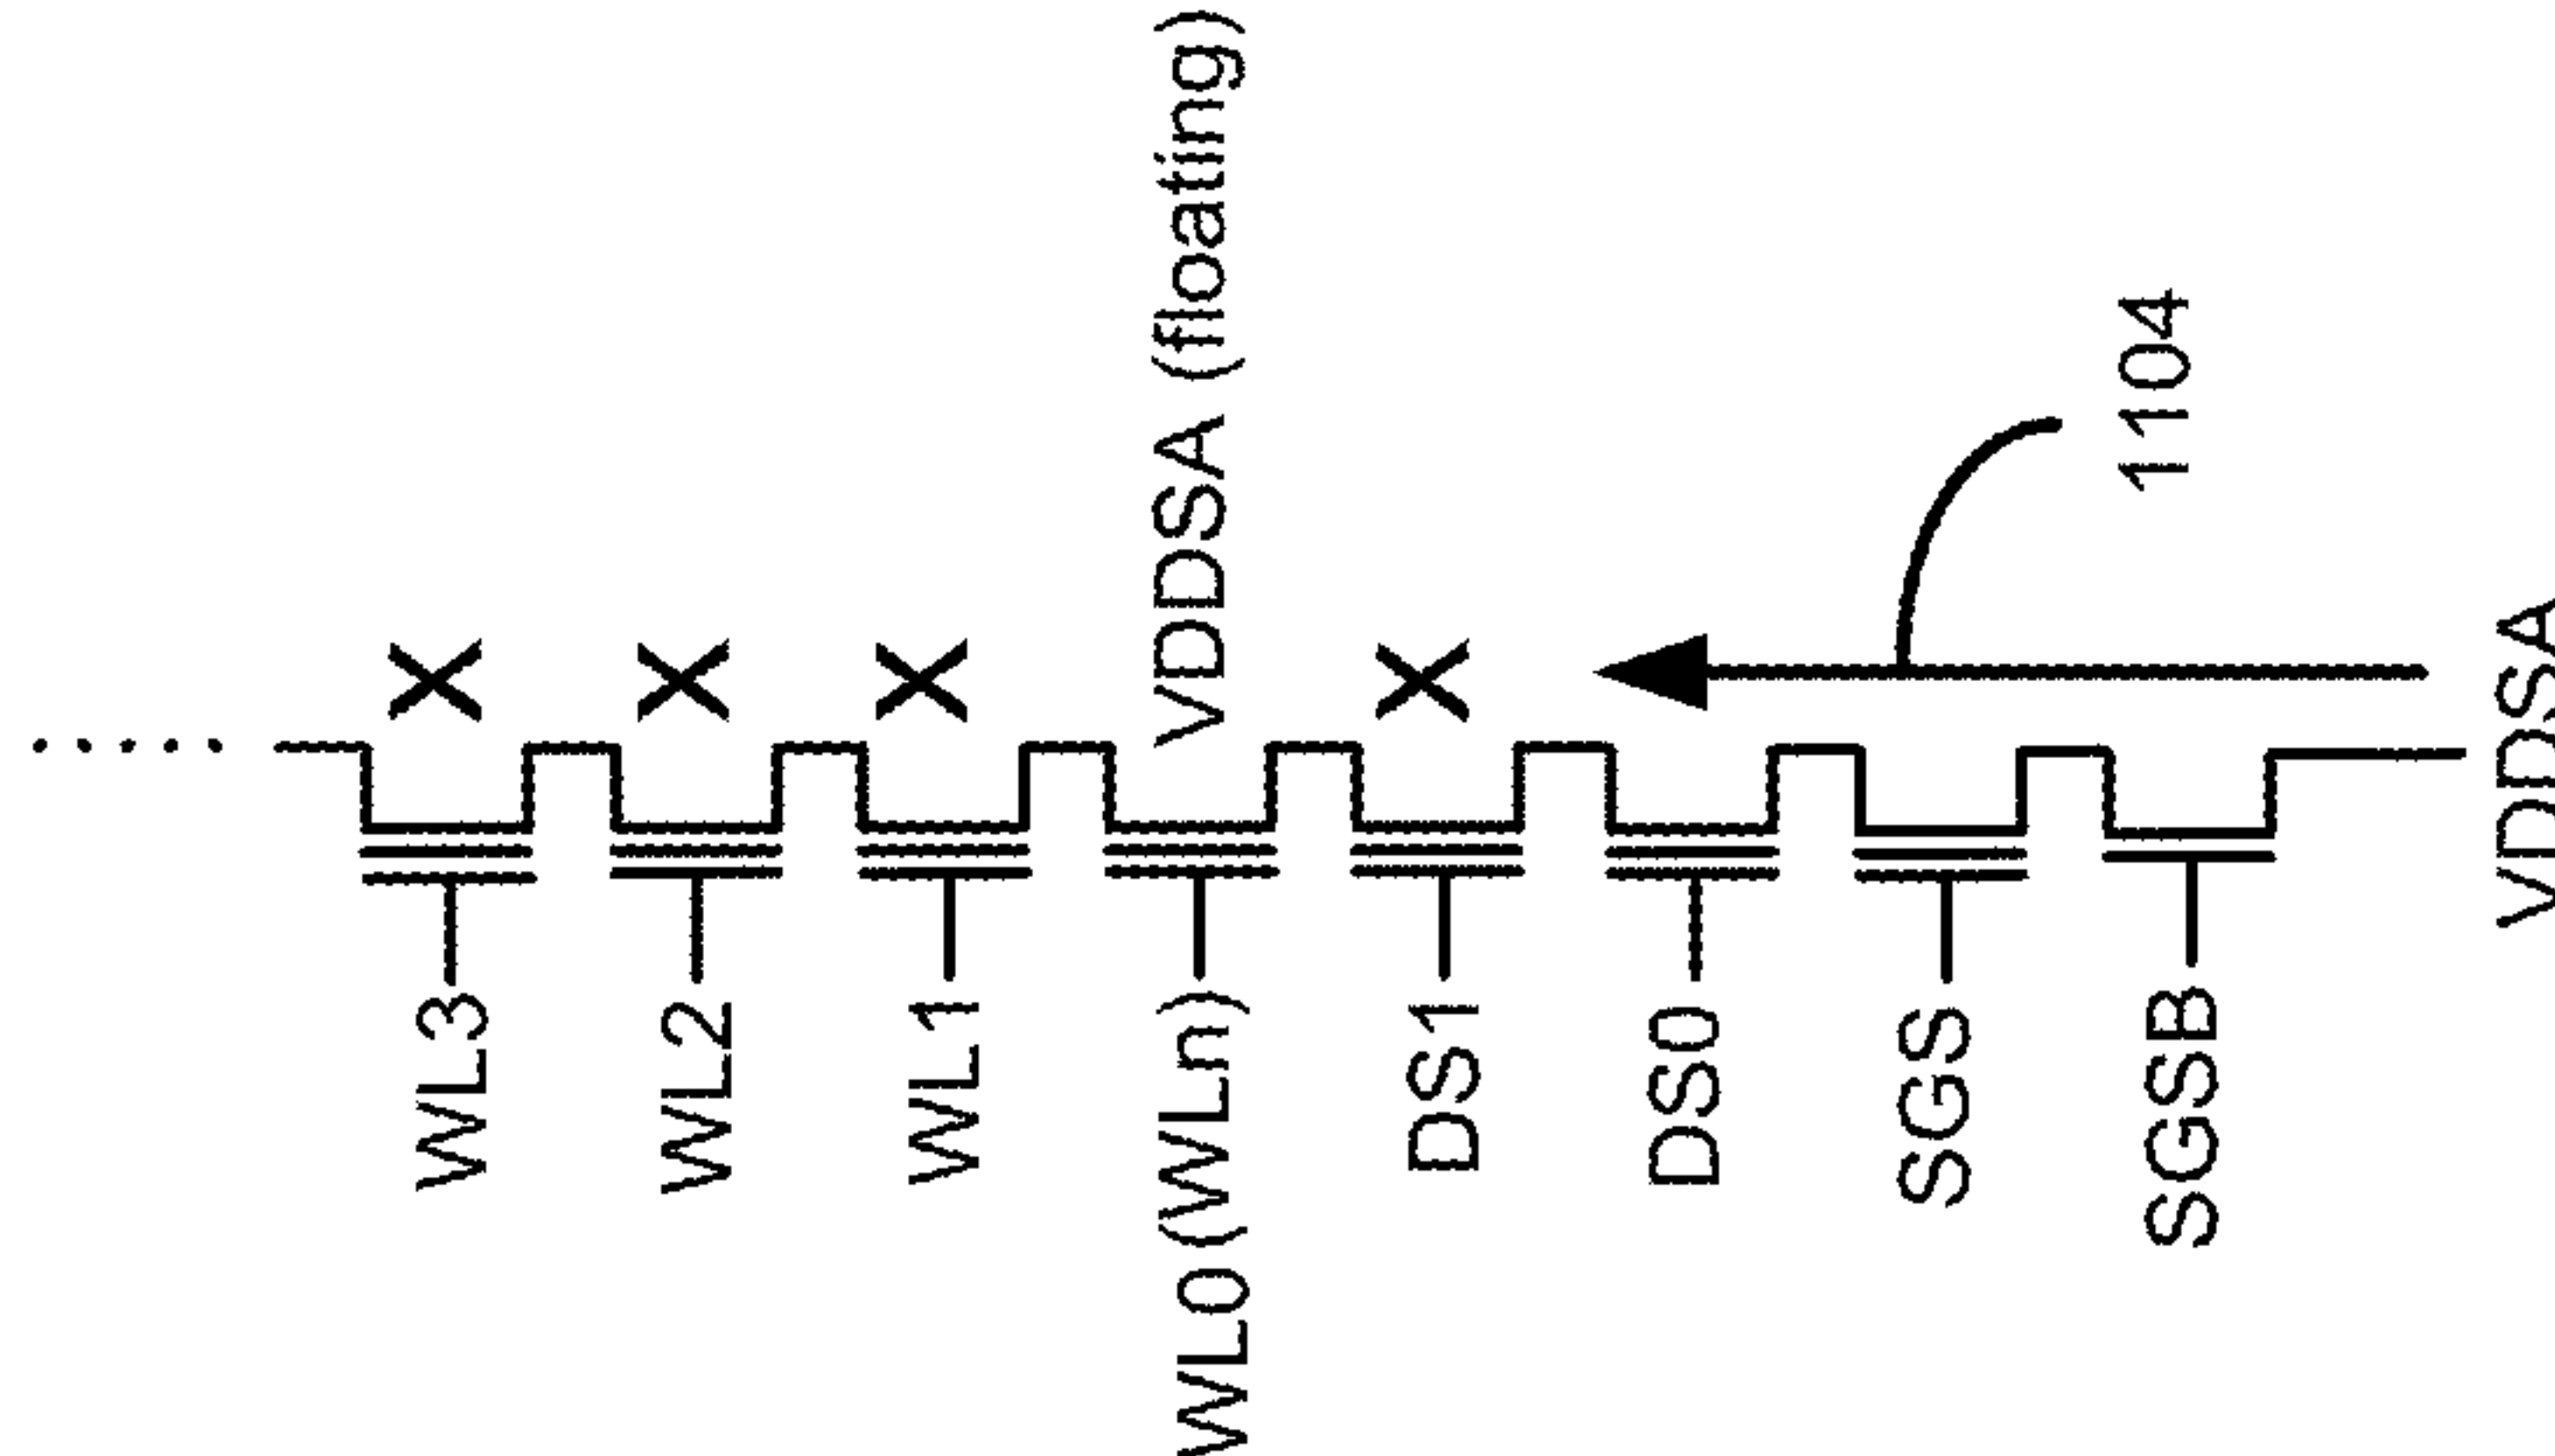 WL3
X
WL2
X
WL1
X
WL0 (WLn)
VDDSA (floating)
DS1
X
DS0
SGS
1104
SGSB
VDDSA